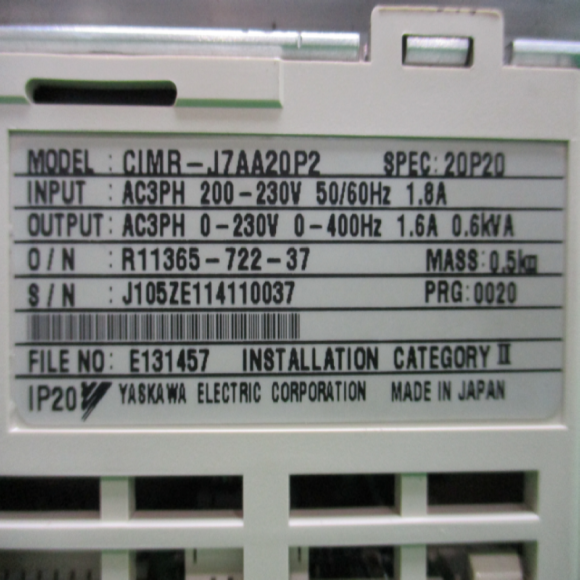 MODEL : CIMR-J7AA20P2 SPEC: 20P20
INPUT : AC3PH 200-230V 50/60Hz 1.8A
OUTPUT: AC3PH 0-230V 0-400Hz 1.6A 0.6kVA
O/N : R11365-722-37 MASS: 0.5kg
S/N : J105ZE114110037 PRG: 0020
FILE NO: E131457 INSTALLATION CATEGORY II
IP20 YASKAWA ELECTRIC CORPORATION MADE IN JAPAN